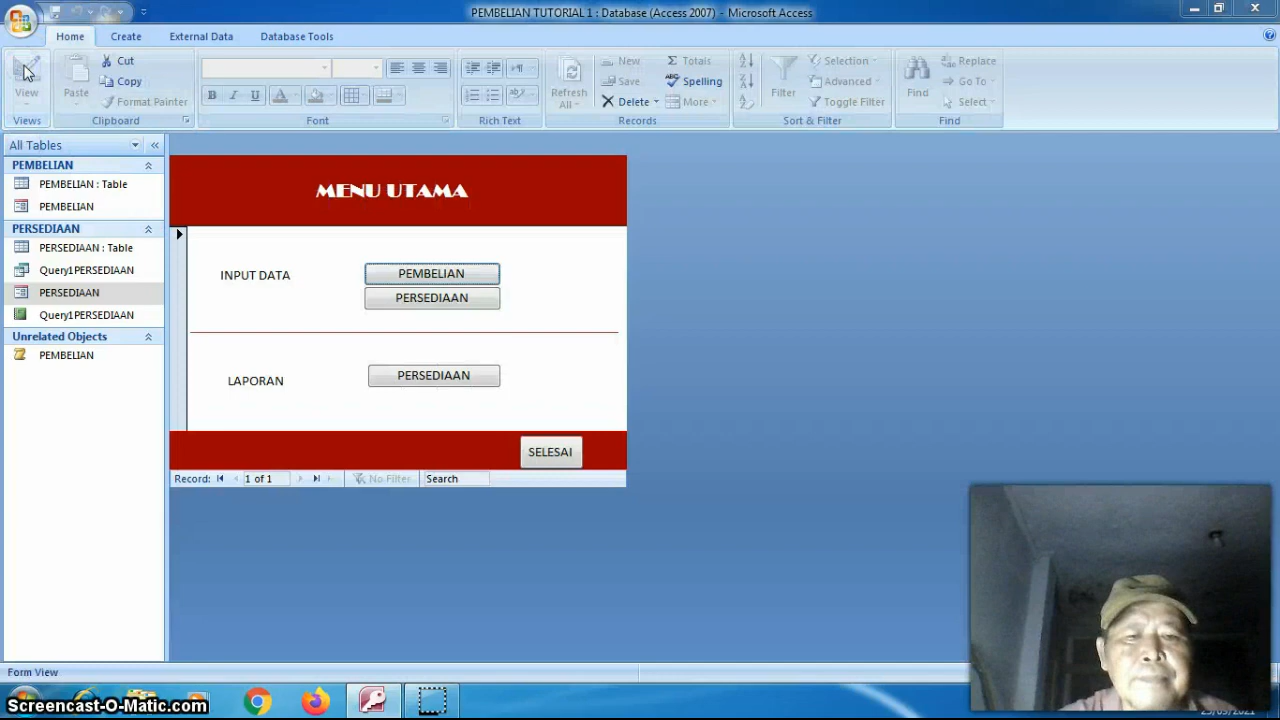 PEMBELIAN TUTORIAL 1 : Database (Access 2007) - Microsoft Access
Home Create External Data Database Tools
View
Views
Paste
Cut
Copy
Format Painter
Clipboard
B I U A
Font
Rich Text
Refresh
All
New
Save
Delete
Totals
Spelling
More
Records
Filter
Selection
Advanced
Toggle Filter
Sort & Filter
Find
Replace
Go To
Select
Find
All Tables
PEMBELIAN
PEMBELIAN : Table
PEMBELIAN
PERSEDIAAN
PERSEDIAAN : Table
Query1PERSEDIAAN
PERSEDIAAN
Query1PERSEDIAAN
Unrelated Objects
PEMBELIAN
MENU UTAMA
INPUT DATA
PEMBELIAN
PERSEDIAAN
LAPORAN
PERSEDIAAN
SELESAI
Record: 1 of 1 No Filter Search
Form View
Screencast-O-Matic.com